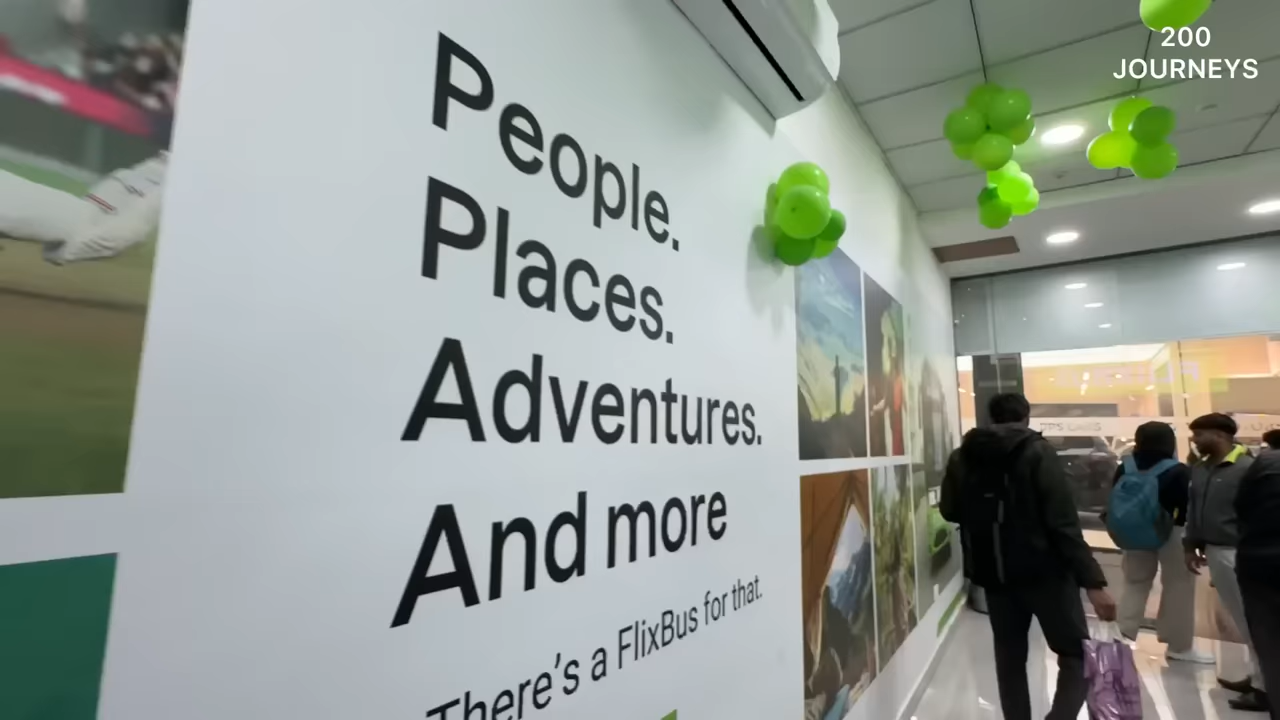 200
JOURNEYS
People.
Places.
Adventures.
And more
There's a FlixBus for that.